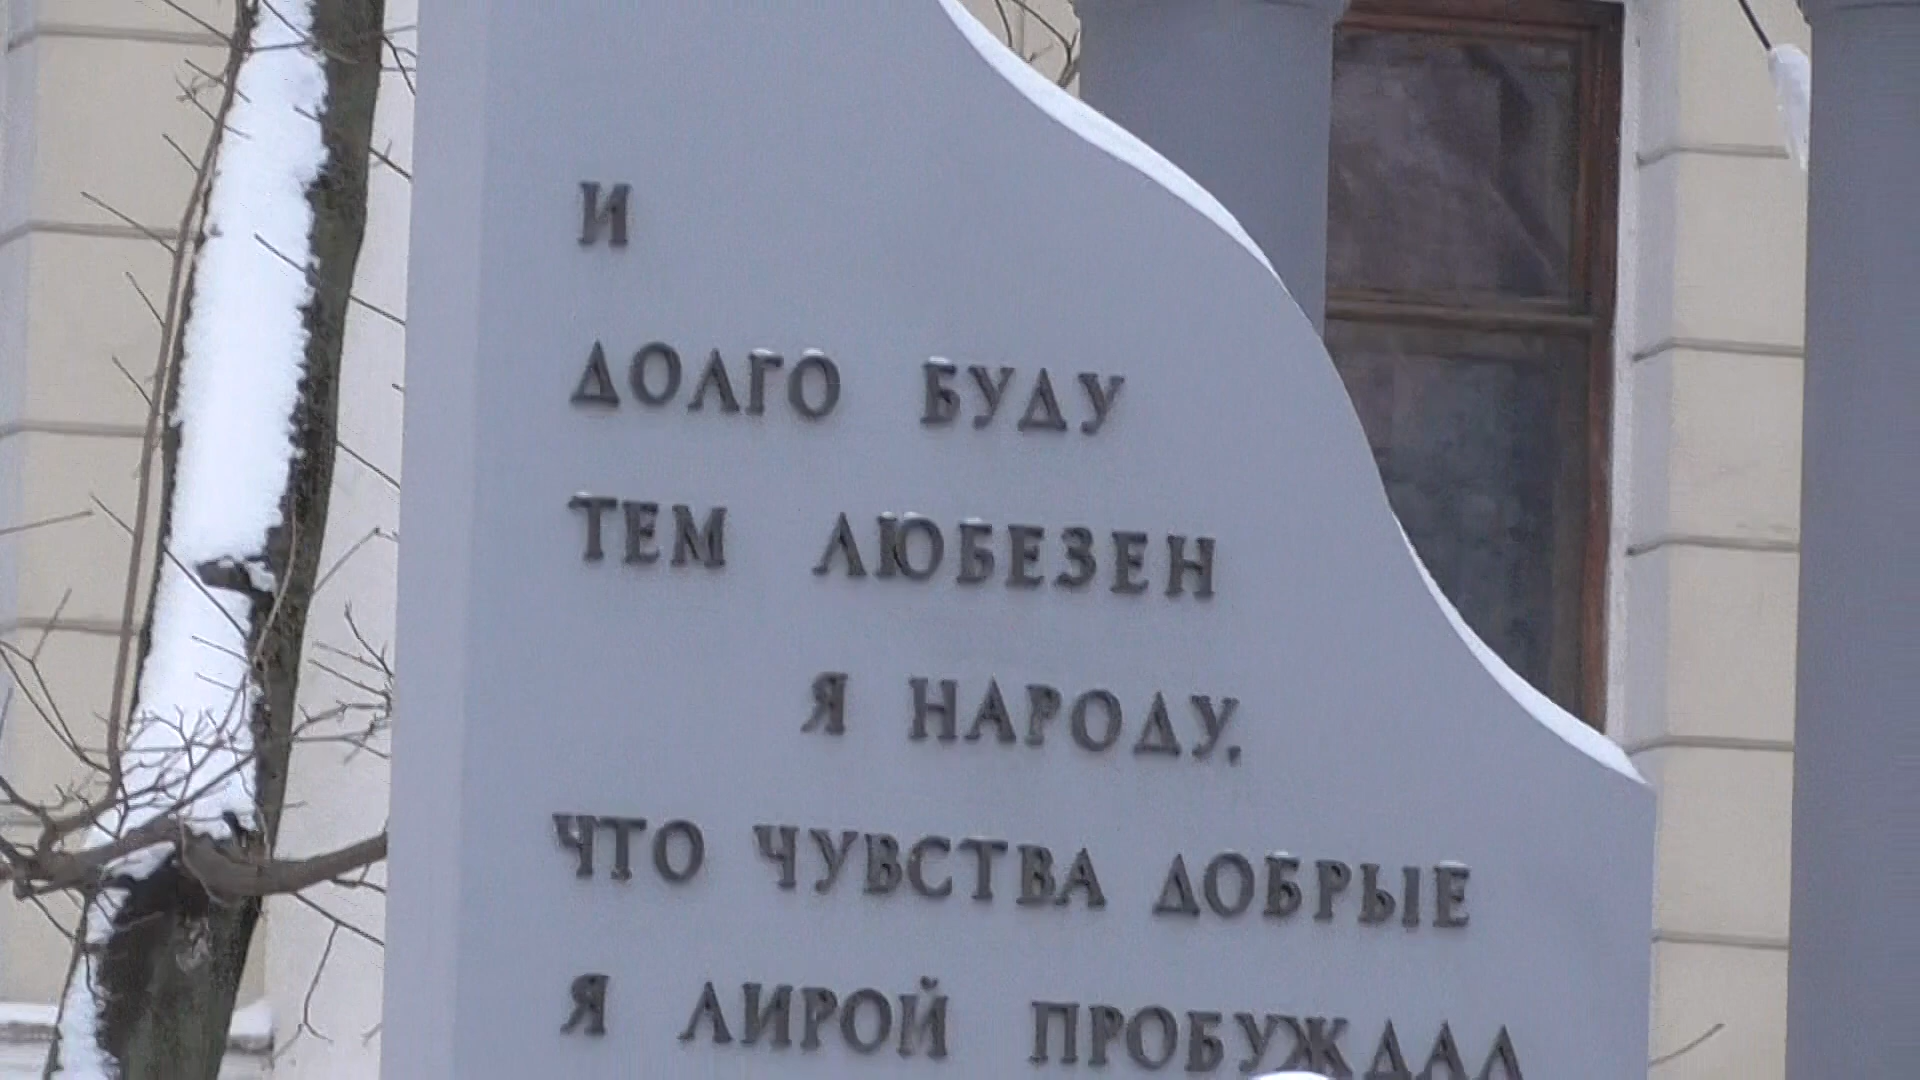 И
ДОЛГО БУДУ
ТЕМ ЛЮБЕЗЕН
Я НАРОДУ,
ЧТО ЧУВСТВА ДОБРЫЕ
Я ЛИРОЙ ПРОБУЖДАЛ